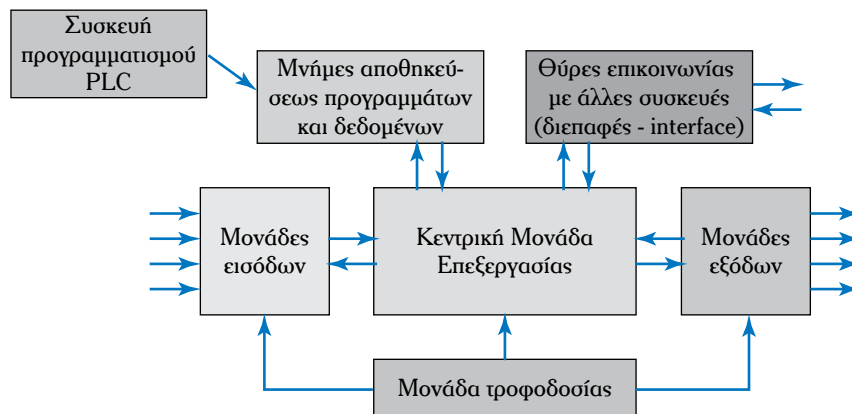 Συσκευή
προγραμματισμού
PLC
Μνήμες αποθηκεύ-
σεως προγραμμάτων
και δεδομένων
Θύρες επικοινωνίας
με άλλες συσκευές
(διεπαφές - interface)
Μονάδες
εισόδων
Κεντρική Μονάδα
Επεξεργασίας
Μονάδες
εξόδων
Μονάδα τροφοδοσίας